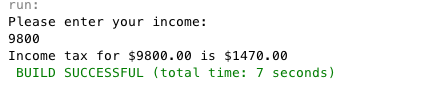 run:
Please enter your income:
9800
Income tax for $9800.00 is $1470.00
BUILD SUCCESSFUL (total time: 7 seconds)